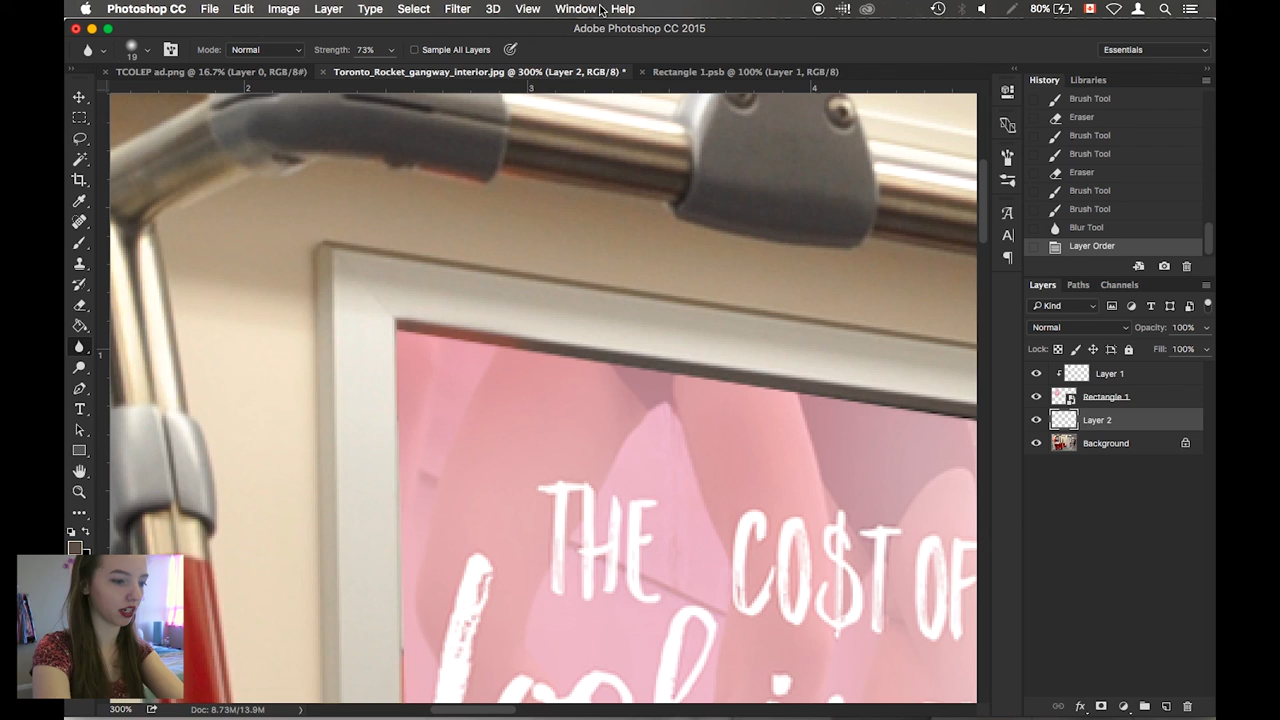 Photoshop CC File Edit Image Layer Type Select Filter 3D View Window Help 80%
Adobe Photoshop CC 2015
19 Mode: Normal Strength: 73% Sample All Layers Essentials
TCOLEP ad.png @ 16.7% (Layer 0, RGB/8#) Toronto_Rocket_gangway_interior.jpg @ 300% (Layer 2, RGB/8) * Rectangle 1.psb @ 100% (Layer 1, RGB/8)
2 3 4
1
History Libraries
Brush Tool
Eraser
Brush Tool
Brush Tool
Eraser
Brush Tool
Brush Tool
Blur Tool
Layer Order
Layers Paths Channels
Kind
Normal Opacity: 100%
Lock: Fill: 100%
Layer 1
Rectangle 1
Layer 2
Background
THE CO$T OF
300% Doc: 8.73M/13.9M